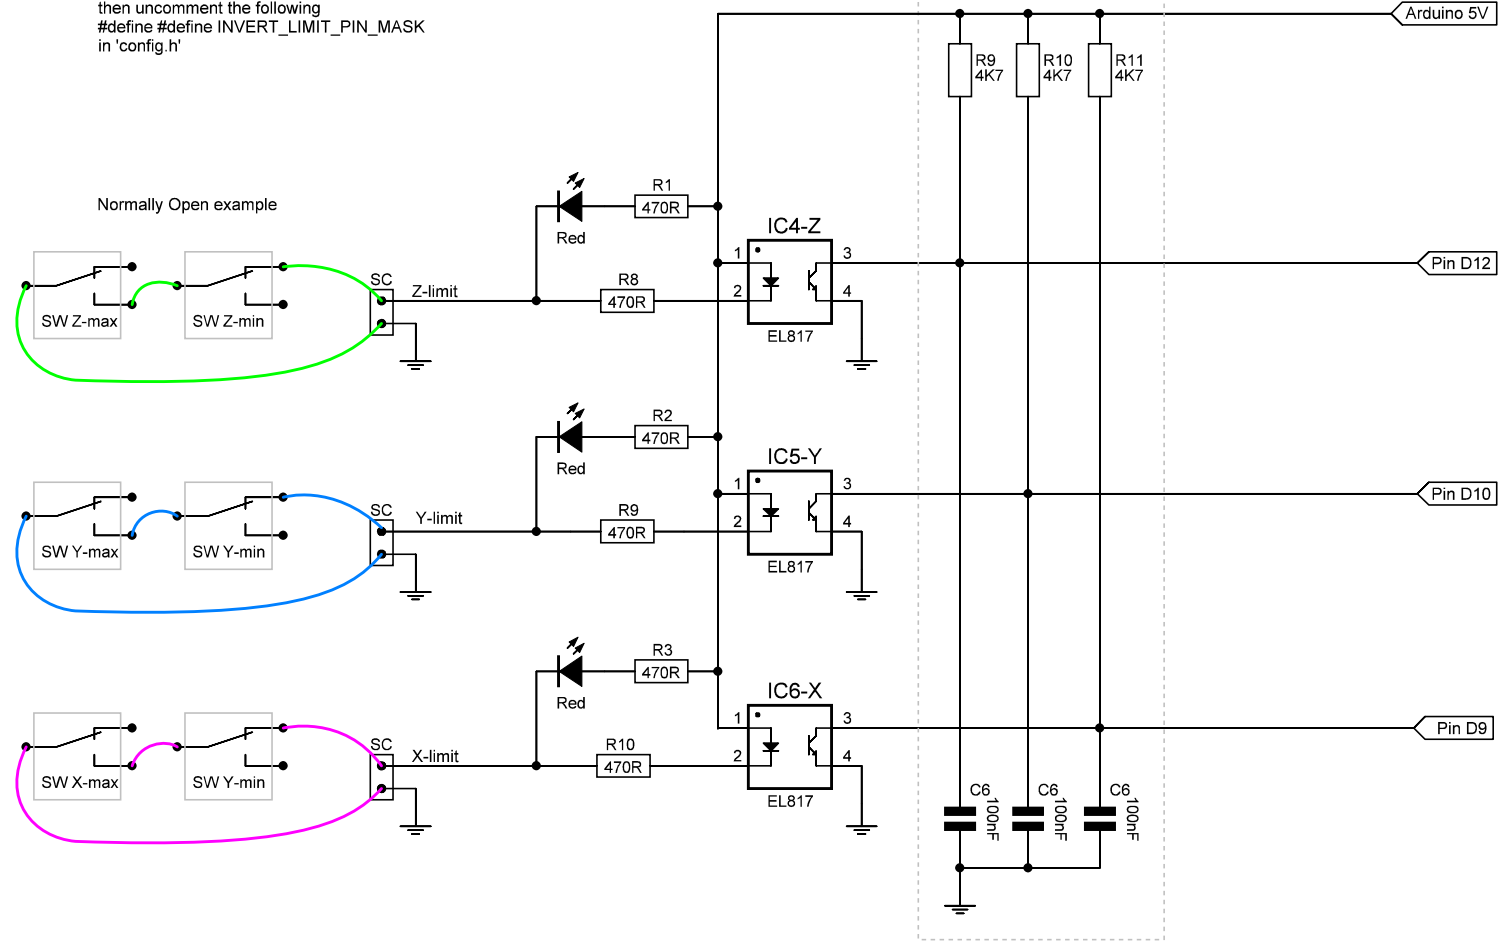 then uncomment the following
#define #define INVERT_LIMIT_PIN_MASK
in 'config.h'
Arduino 5V
R9
4K7
R10
4K7
R11
4K7
Normally Open example
R1
470R
Red
IC4-Z
1
3
Pin D12
SC
Z-limit
R8
470R
2
4
SW Z-max
SW Z-min
EL817
R2
470R
Red
IC5-Y
1
3
Pin D10
SC
Y-limit
R9
470R
2
4
SW Y-max
SW Y-min
EL817
R3
470R
Red
IC6-X
1
3
Pin D9
SC
X-limit
R10
470R
2
4
SW X-max
SW Y-min
EL817
C6
100nF
C6
100nF
C6
100nF